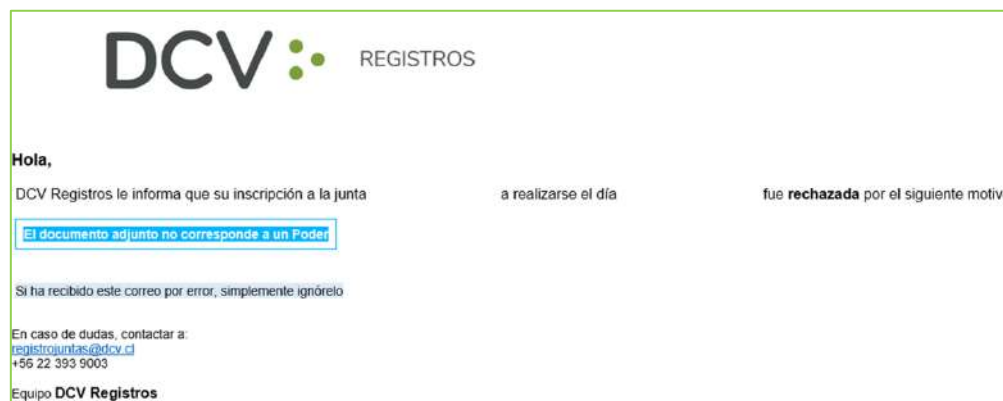 DCV REGISTROS
Hola,
DCV Registros le informa que su inscripción a la junta a realizarse el día fue rechazada por el siguiente motiv
El documento adjunto no corresponde a un Poder
Si ha recibido este correo por error, simplemente ignórelo
En caso de dudas, contactar a:
registrojuntas@dcv.cl
+56 22 393 9003
Equipo DCV Registros